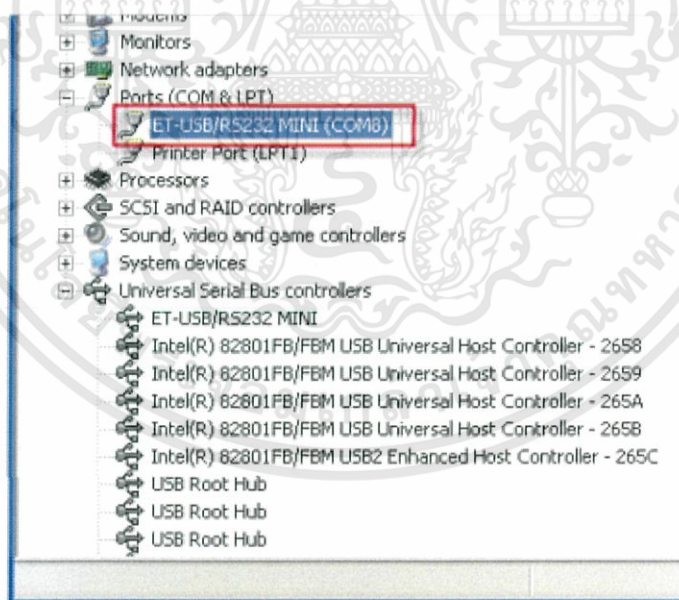 Modems
Monitors
Network adapters
Ports (COM & LPT)
ET-USB/RS232 MINI (COM8)
Printer Port (LPT1)
Processors
SCSI and RAID controllers
Sound, video and game controllers
System devices
Universal Serial Bus controllers
ET-USB/RS232 MINI
Intel(R) 82801FB/FBM USB Universal Host Controller - 2658
Intel(R) 82801FB/FBM USB Universal Host Controller - 2659
Intel(R) 82801FB/FBM USB Universal Host Controller - 265A
Intel(R) 82801FB/FBM USB Universal Host Controller - 265B
Intel(R) 82801FB/FBM USB2 Enhanced Host Controller - 265C
USB Root Hub
USB Root Hub
USB Root Hub